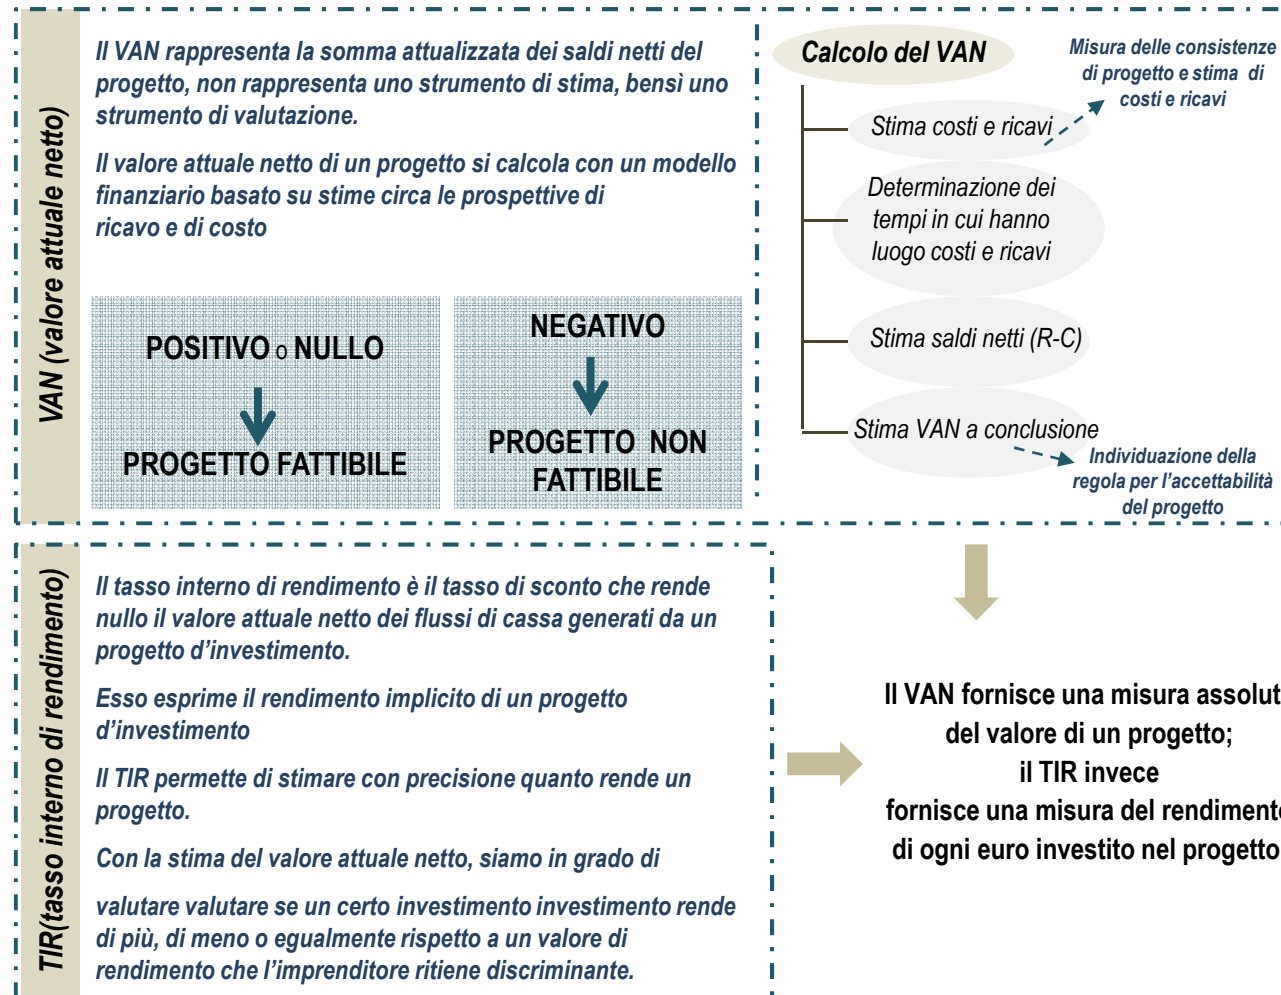 VAN (valore attuale netto)
Il VAN rappresenta la somma attualizzata dei saldi netti del
progetto, non rappresenta uno strumento di stima, bensì uno
strumento di valutazione.
Il valore attuale netto di un progetto si calcola con un modello
finanziario basato su stime circa le prospettive di
ricavo e di costo
POSITIVO o NULLO
PROGETTO FATTIBILE
NEGATIVO
PROGETTO NON
FATTIBILE
Calcolo del VAN
Stima costi e ricavi
Misura delle consistenze
di progetto e stima di
costi e ricavi
Determinazione dei
tempi in cui hanno
luogo costi e ricavi
Stima saldi netti (R-C)
Stima VAN a conclusione
Individuazione della
regola per l'accettabilità
del progetto
TIR(tasso interno di rendimento)
Il tasso interno di rendimento è il tasso di sconto che rende
nullo il valore attuale netto dei flussi di cassa generati da un
progetto d'investimento.
Esso esprime il rendimento implicito di un progetto
d'investimento
Il TIR permette di stimare con precisione quanto rende un
progetto.
Con la stima del valore attuale netto, siamo in grado di
valutare valutare se un certo investimento investimento rende
di più, di meno o egualmente rispetto a un valore di
rendimento che l'imprenditore ritiene discriminante.
Il VAN fornisce una misura assolut
del valore di un progetto;
il TIR invece
fornisce una misura del rendimento
di ogni euro investito nel progetto